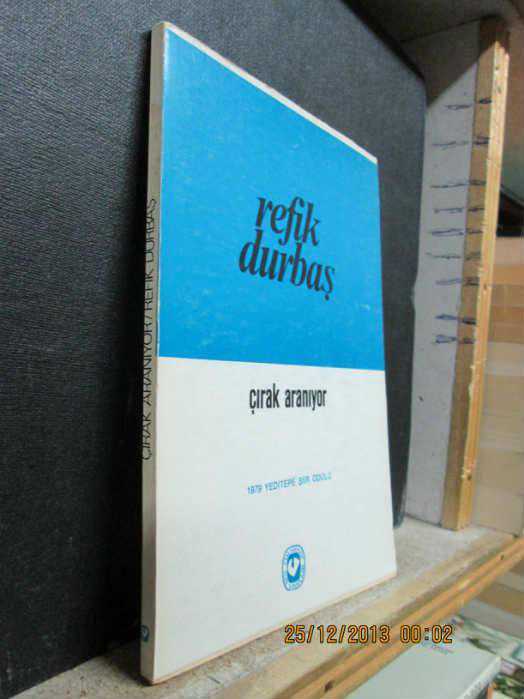 refik
durbaş
çırak aranıyor
1979 YEDİTEPE ŞİİR ÖDÜLÜ
ÇIRAK ARANIYOR/REFİK DURBAŞ
25/12/2013 00:02